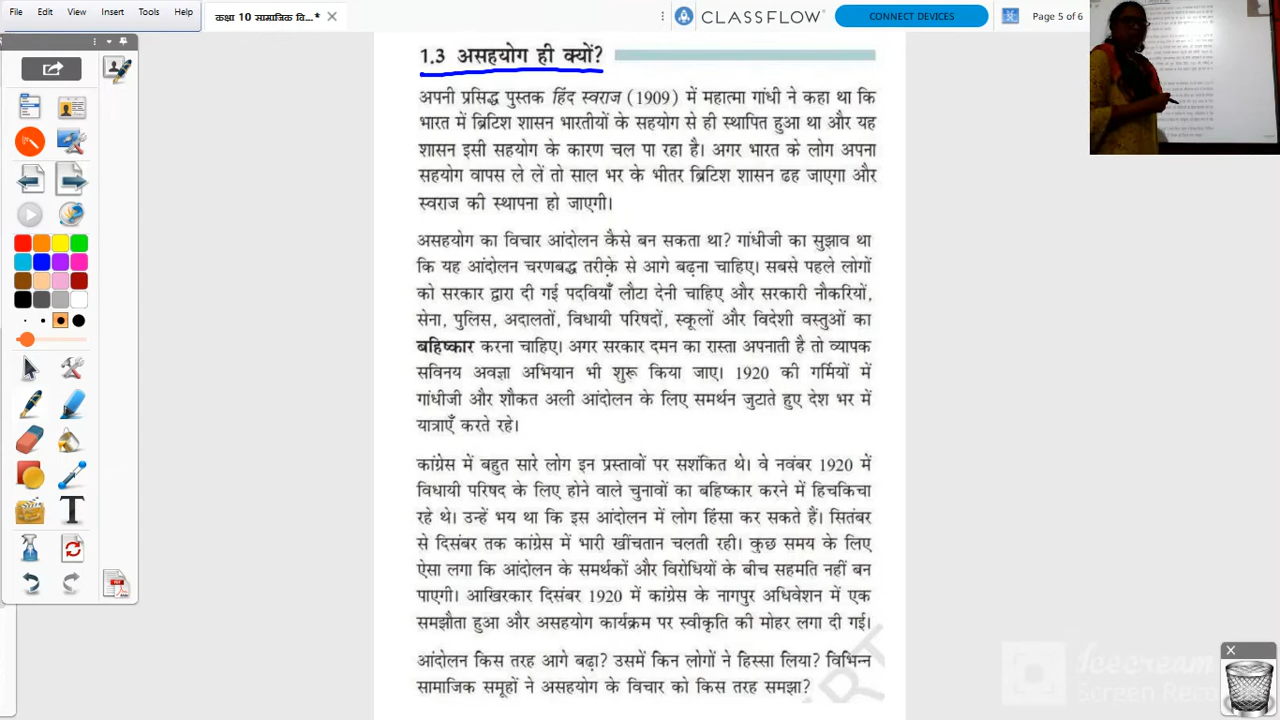 File Edit View Insert Tools
कक्षा 10 सामाजिक वि...*
CLASSFLOW
CONNECT DEVICES
Page 5 of 6
1.3 असहयोग ही क्यों?
अपनी प्रसिद्ध पुस्तक हिंद स्वराज (1909) में महात्मा गांधी ने कहा था कि
भारत में ब्रिटिश शासन भारतीयों के सहयोग से ही स्थापित हुआ था और यह
शासन इसी सहयोग के कारण चल पा रहा है। अगर भारत के लोग अपना
सहयोग वापस ले लें तो साल भर के भीतर ब्रिटिश शासन ढह जाएगा और
स्वराज की स्थापना हो जाएगी।
असहयोग का विचार आंदोलन कैसे बन सकता था? गांधीजी का सुझाव था
कि यह आंदोलन चरणबद्ध तरीक़े से आगे बढ़ना चाहिए। सबसे पहले लोगों
को सरकार द्वारा दी गई पदवियाँ लौटा देनी चाहिए और सरकारी नौकरियों,
सेना, पुलिस, अदालतों, विधायी परिषदों, स्कूलों और विदेशी वस्तुओं का
बहिष्कार करना चाहिए। अगर सरकार दमन का रास्ता अपनाती है तो व्यापक
सविनय अवज्ञा अभियान भी शुरू किया जाए। 1920 की गर्मियों में
गांधीजी और शौकत अली आंदोलन के लिए समर्थन जुटाते हुए देश भर में
यात्राएँ करते रहे।
कांग्रेस में बहुत सारे लोग इन प्रस्तावों पर सशंकित थे। वे नवंबर 1920 में
विधायी परिषद के लिए होने वाले चुनावों का बहिष्कार करने में हिचकिचा
रहे थे। उन्हें भय था कि इस आंदोलन में लोग हिंसा कर सकते हैं। सितंबर
से दिसंबर तक कांग्रेस में भारी खींचतान चलती रही। कुछ समय के लिए
ऐसा लगा कि आंदोलन के समर्थकों और विरोधियों के बीच सहमति नहीं बन
पाएगी। आखिरकार दिसंबर 1920 में कांग्रेस के नागपुर अधिवेशन में एक
समझौता हुआ और असहयोग कार्यक्रम पर स्वीकृति की मोहर लगा दी गई।
आंदोलन किस तरह आगे बढ़ा? उसमें किन लोगों ने हिस्सा लिया? विभिन्न
सामाजिक समूहों ने असहयोग के विचार को किस तरह समझा?
Icecream
Screen Reco